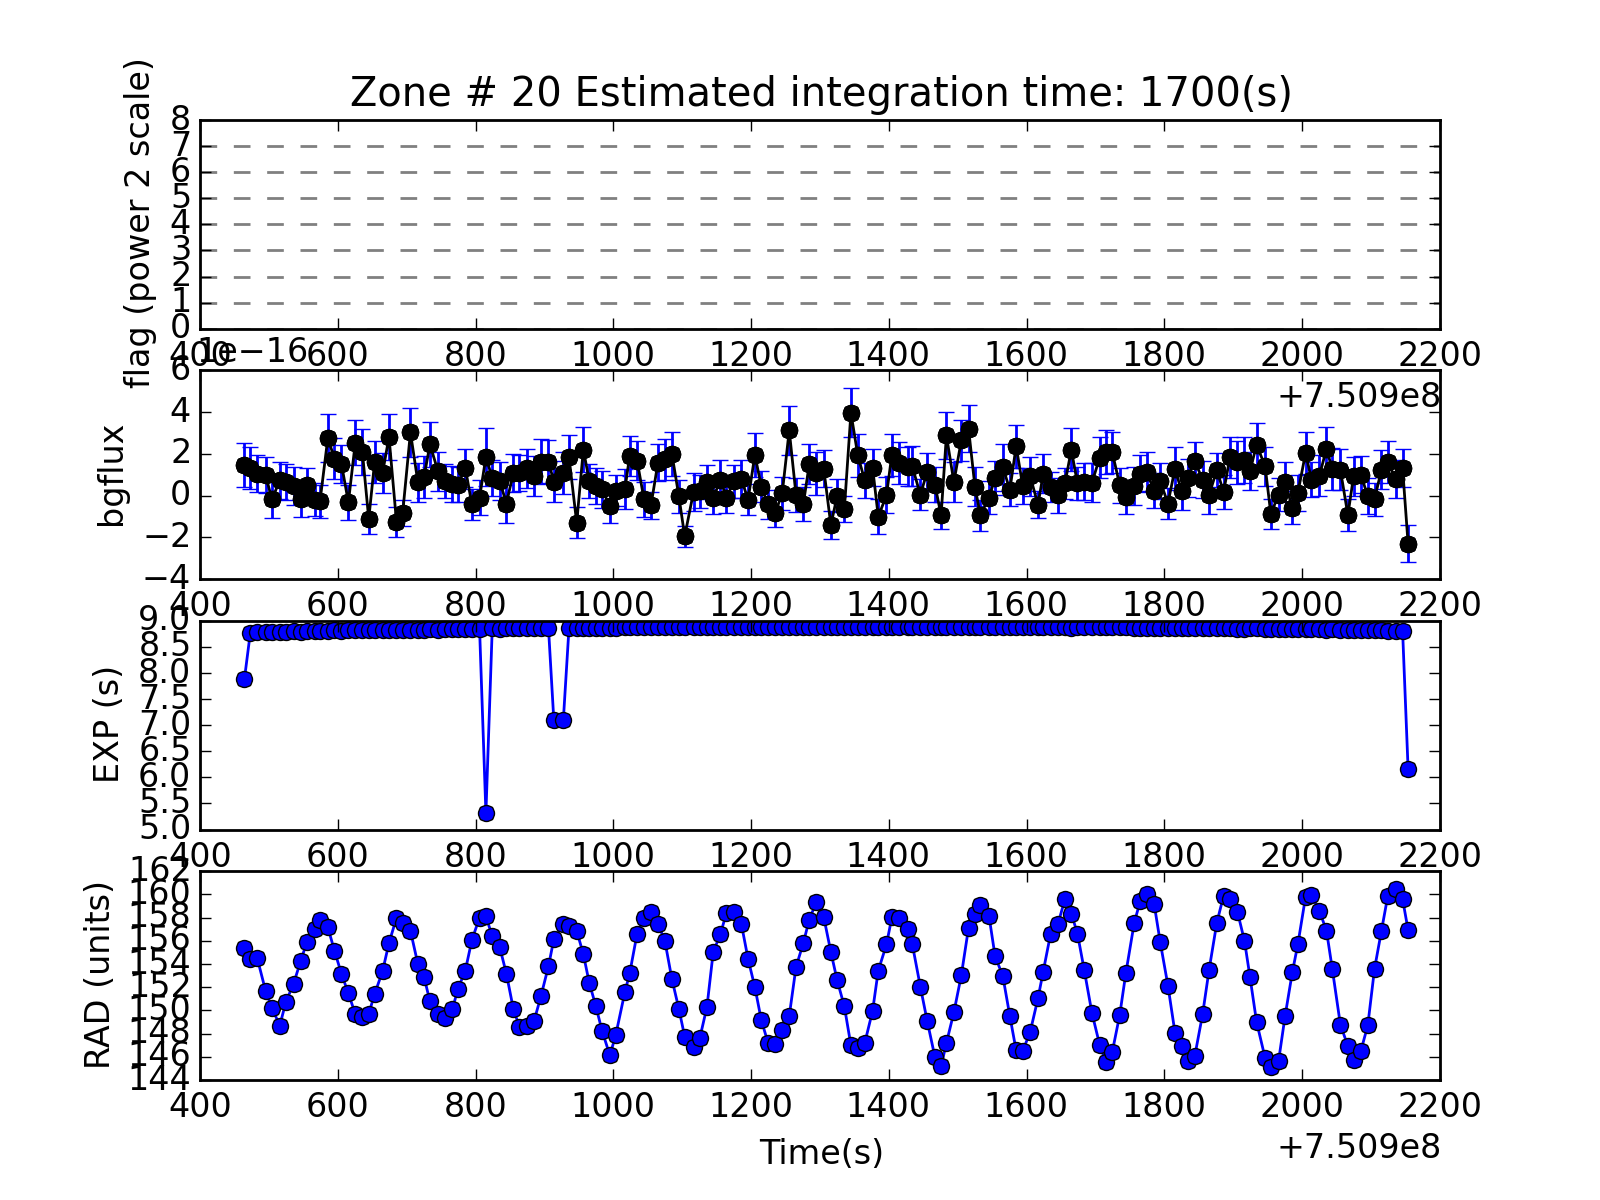 Zone # 20 Estimated integration time: 1700(s)
flag (power 2 scale)
8
7
6
5
4
3
2
1
0
400 600 800 1000 1200 1400 1600 1800 2000 2200
+7.509e8
1e−16
bgflux
6
4
2
0
−2
−4
400 600 800 1000 1200 1400 1600 1800 2000 2200
EXP (s)
9.0
8.5
8.0
7.5
7.0
6.5
6.0
5.5
5.0
400 600 800 1000 1200 1400 1600 1800 2000 2200
RAD (units)
162
160
158
156
154
152
150
148
146
144
400 600 800 1000 1200 1400 1600 1800 2000 2200
Time(s)
+7.509e8